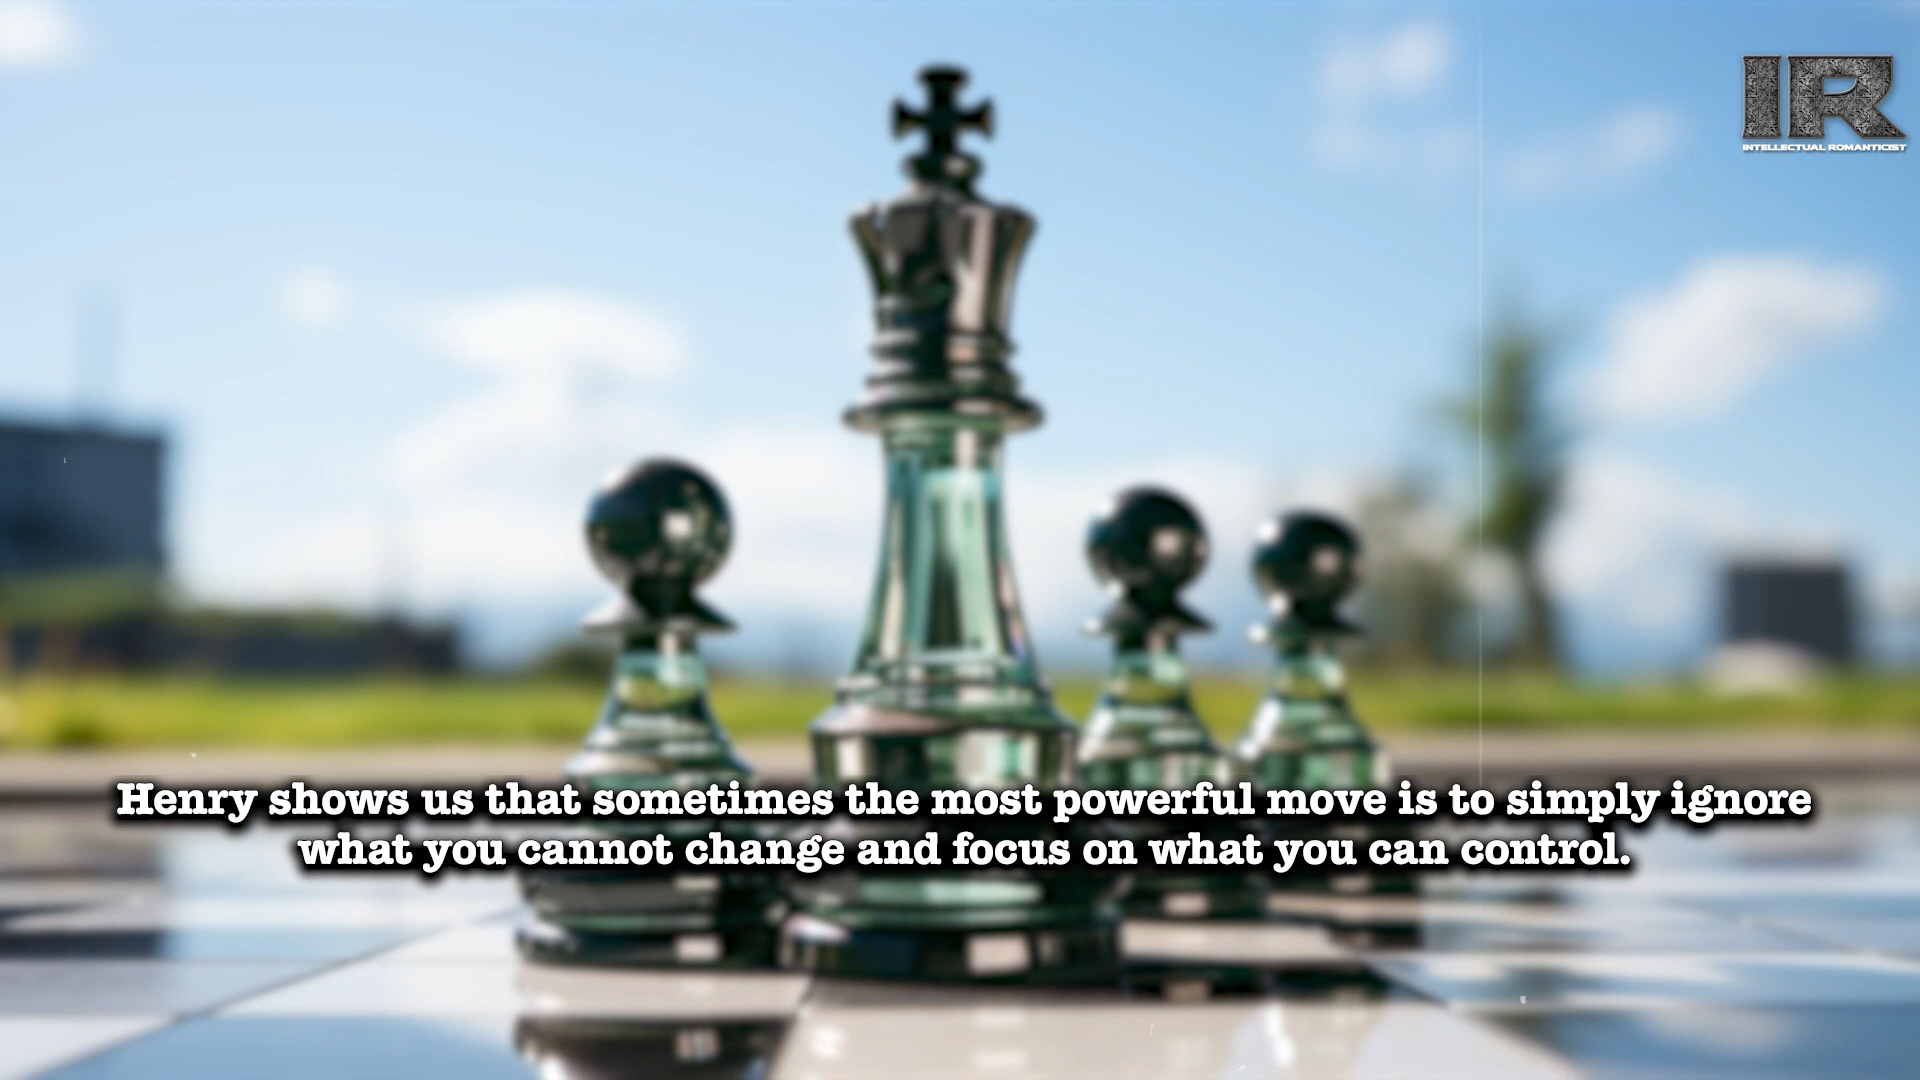 IR
INTELLECTUAL ROMANTICIST
Henry shows us that sometimes the most powerful move is to simply ignore
what you cannot change and focus on what you can control.